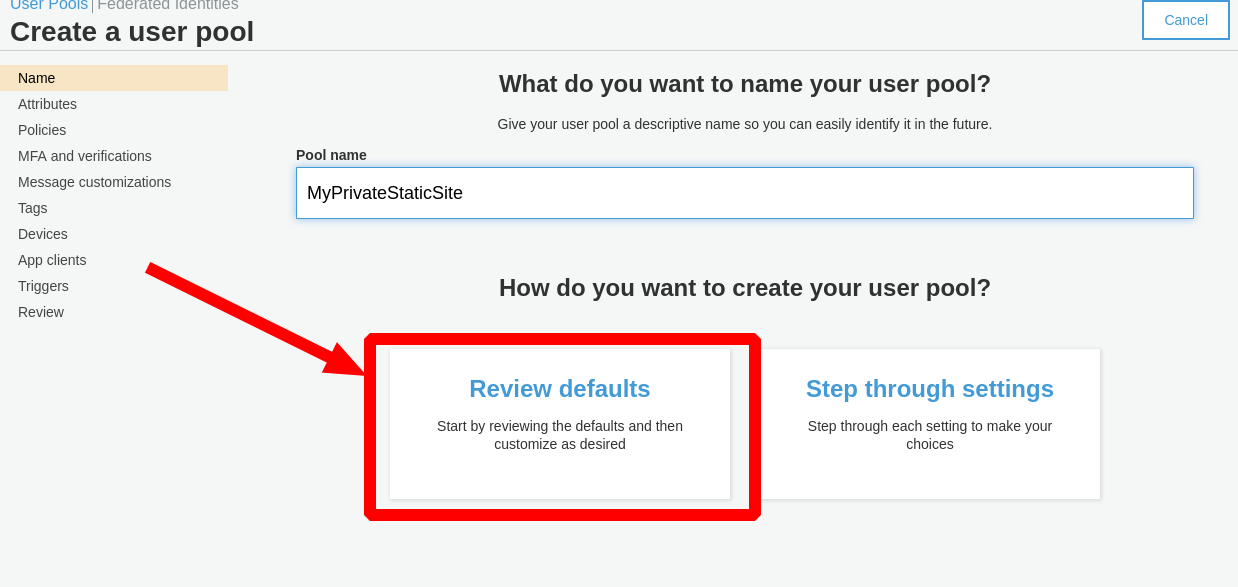 User Pools | Federated Identities
Create a user pool
Cancel
Name
Attributes
Policies
MFA and verifications
Message customizations
Tags
Devices
App clients
Triggers
Review
What do you want to name your user pool?
Give your user pool a descriptive name so you can easily identify it in the future.
Pool name
MyPrivateStaticSite
How do you want to create your user pool?
Review defaults
Start by reviewing the defaults and then
customize as desired
Step through settings
Step through each setting to make your
choices